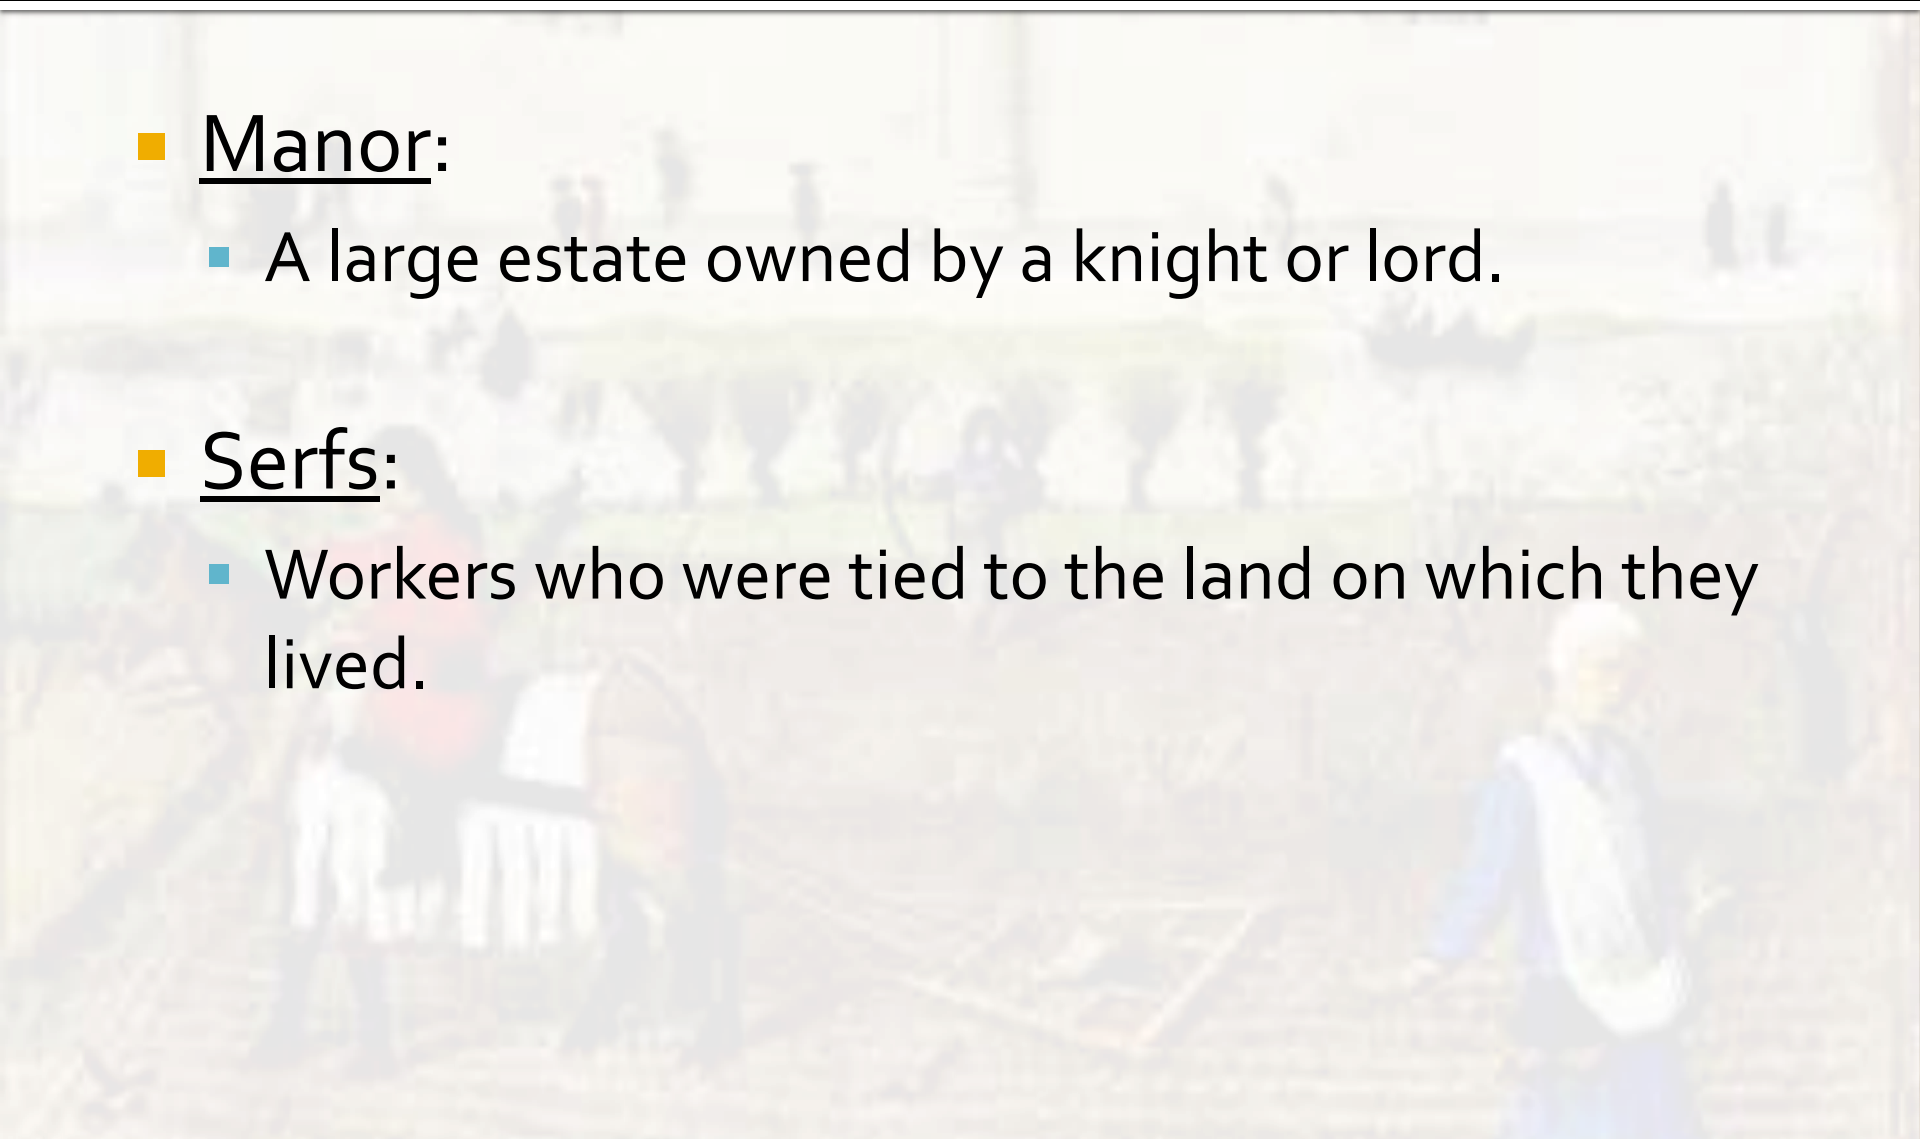 Manor:
A large estate owned by a knight or lord.
Serfs:
Workers who were tied to the land on which they
lived.